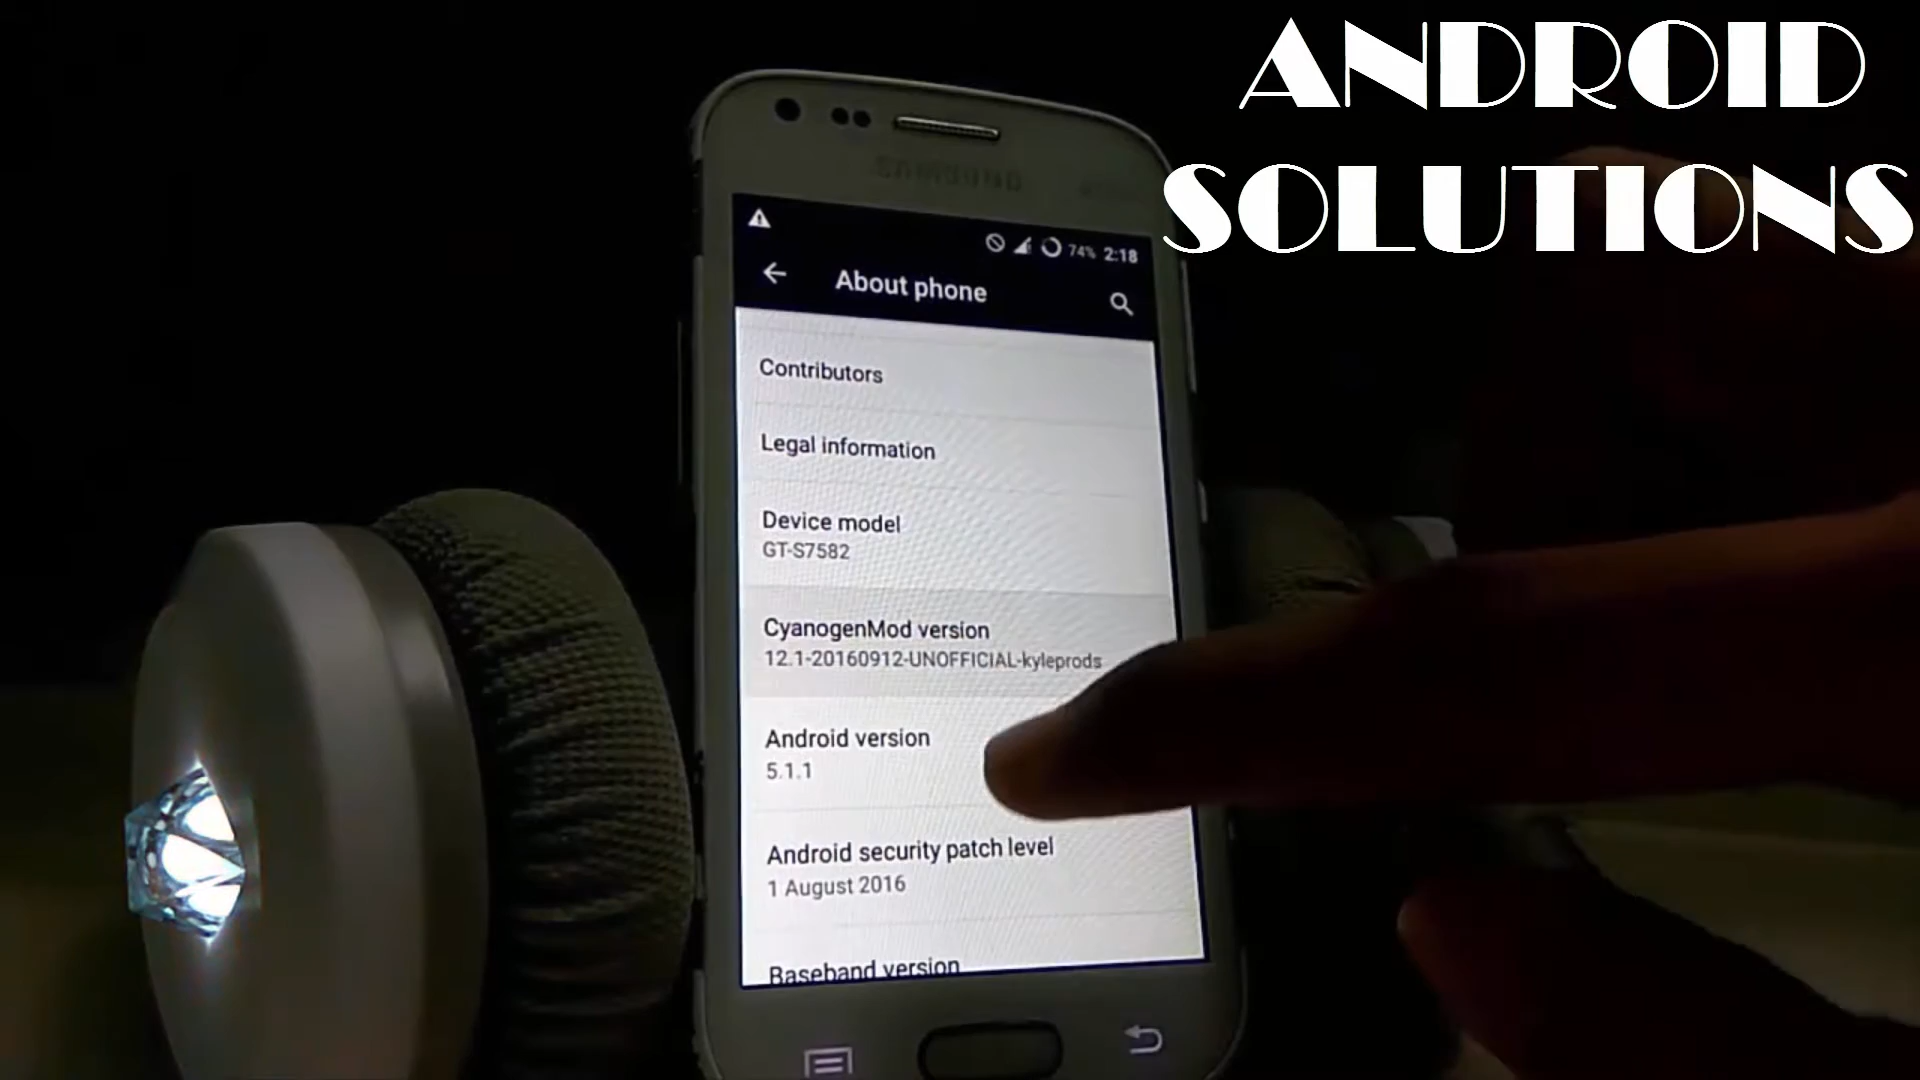 ANDROID
SOLUTIONS
SAMSUNG
74% 2:18
About phone
Contributors
Legal information
Device model
GT-S7582
CyanogenMod version
12.1-20160912-UNOFFICIAL-kyleprods
Android version
5.1.1
Android security patch level
1 August 2016
Baseband version